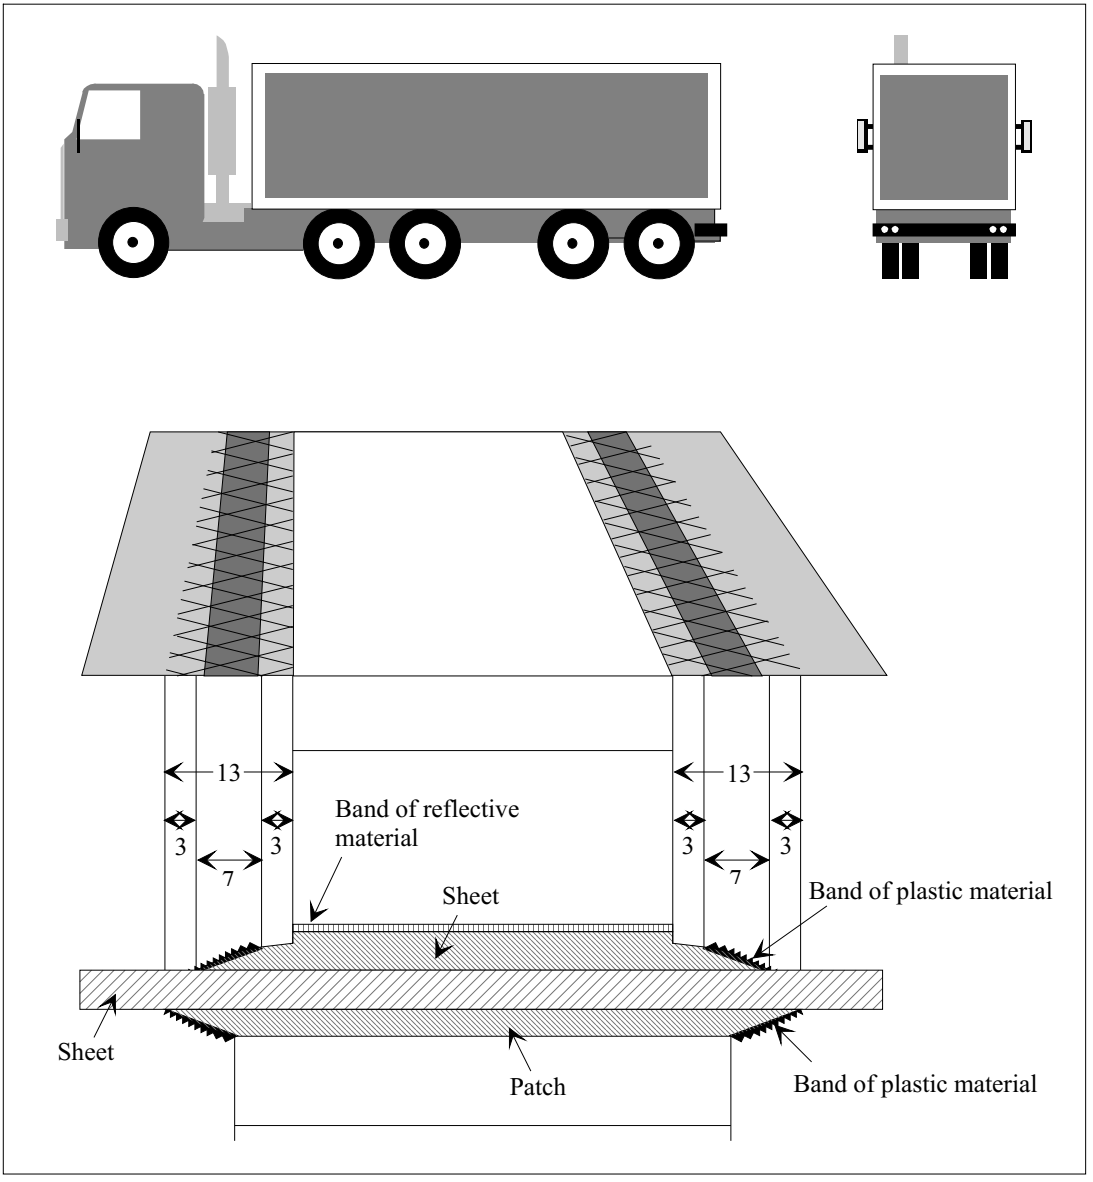 13
13
3
3
3
3
7
7
Band of reflective
material
Sheet
Band of plastic material
Sheet
Patch
Band of plastic material